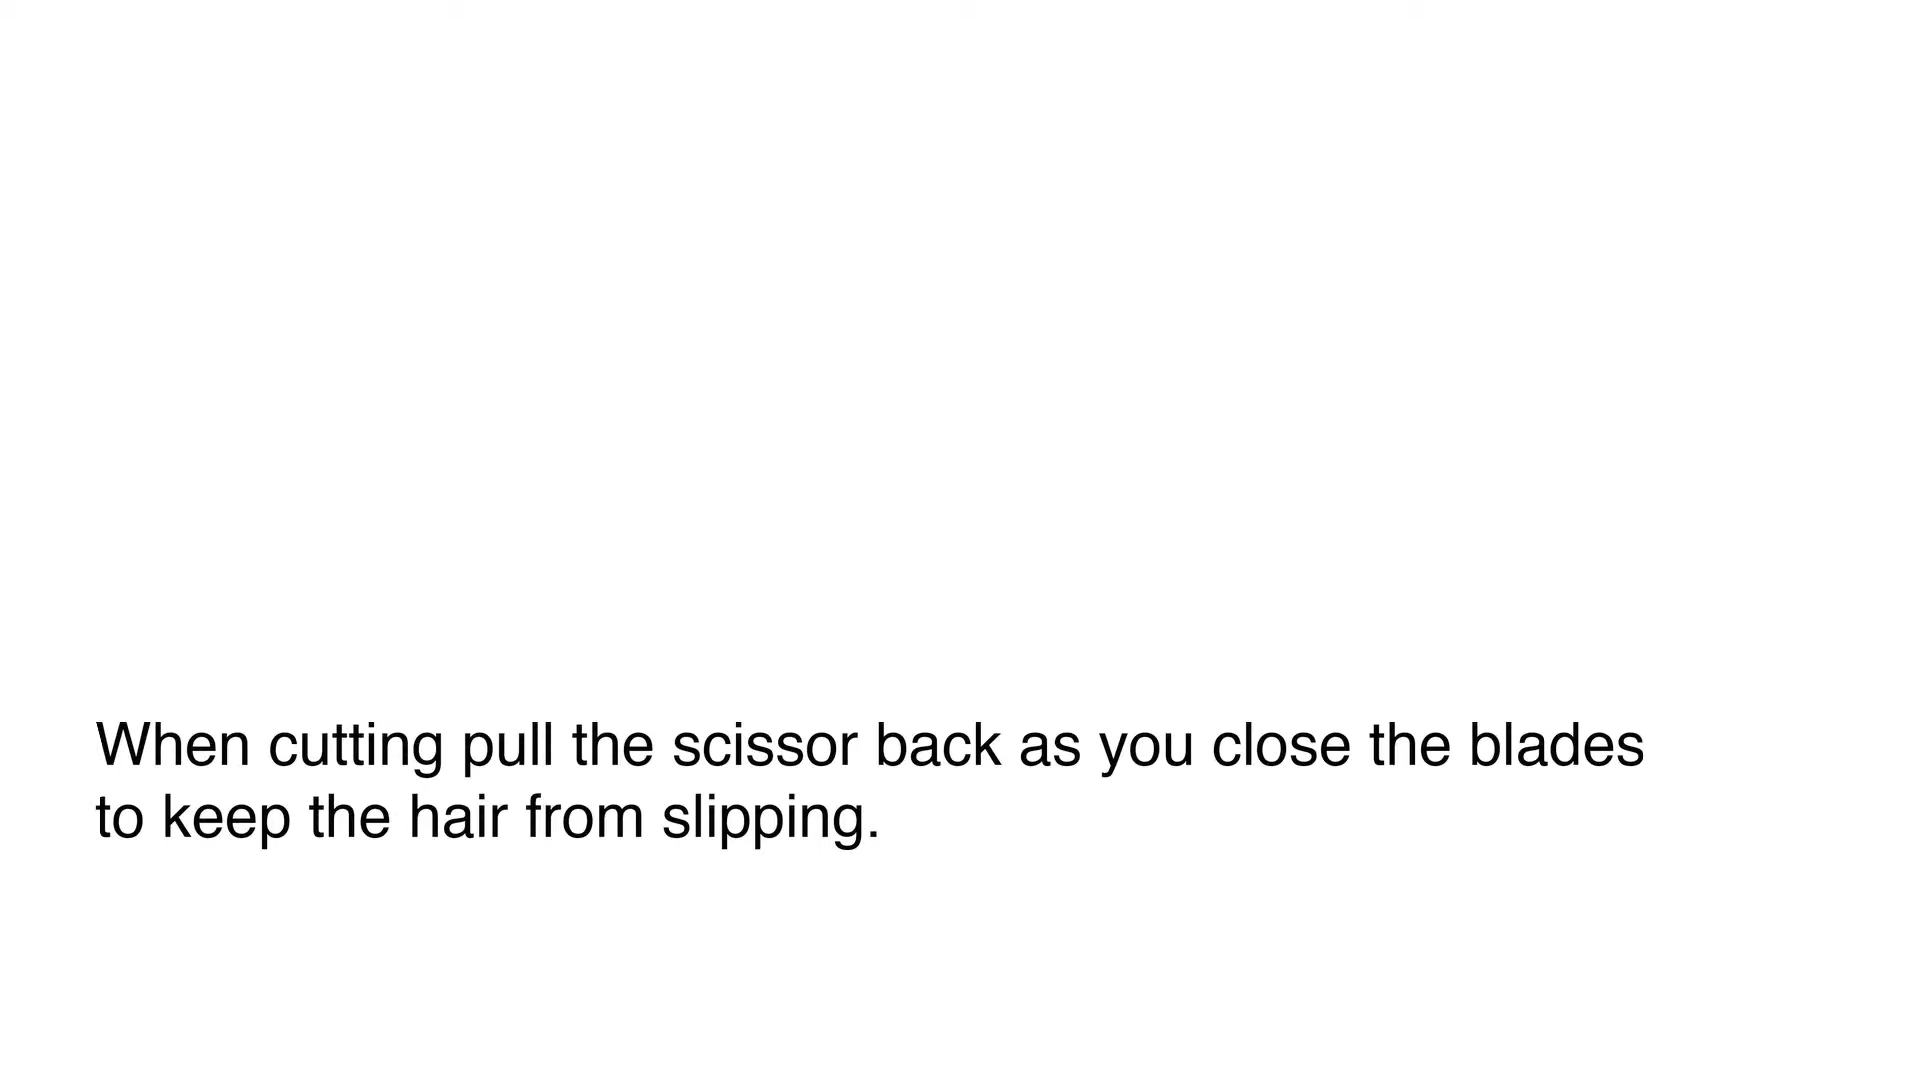 When cutting pull the scissor back as you close the blades
to keep the hair from slipping.